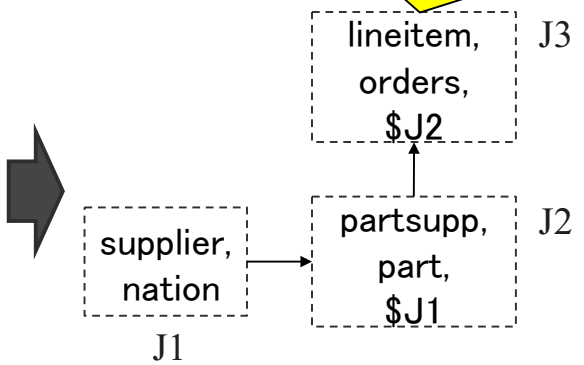 lineitem,
orders,
$J2
J3
partsupp,
part,
$J1
J2
supplier,
nation
J1